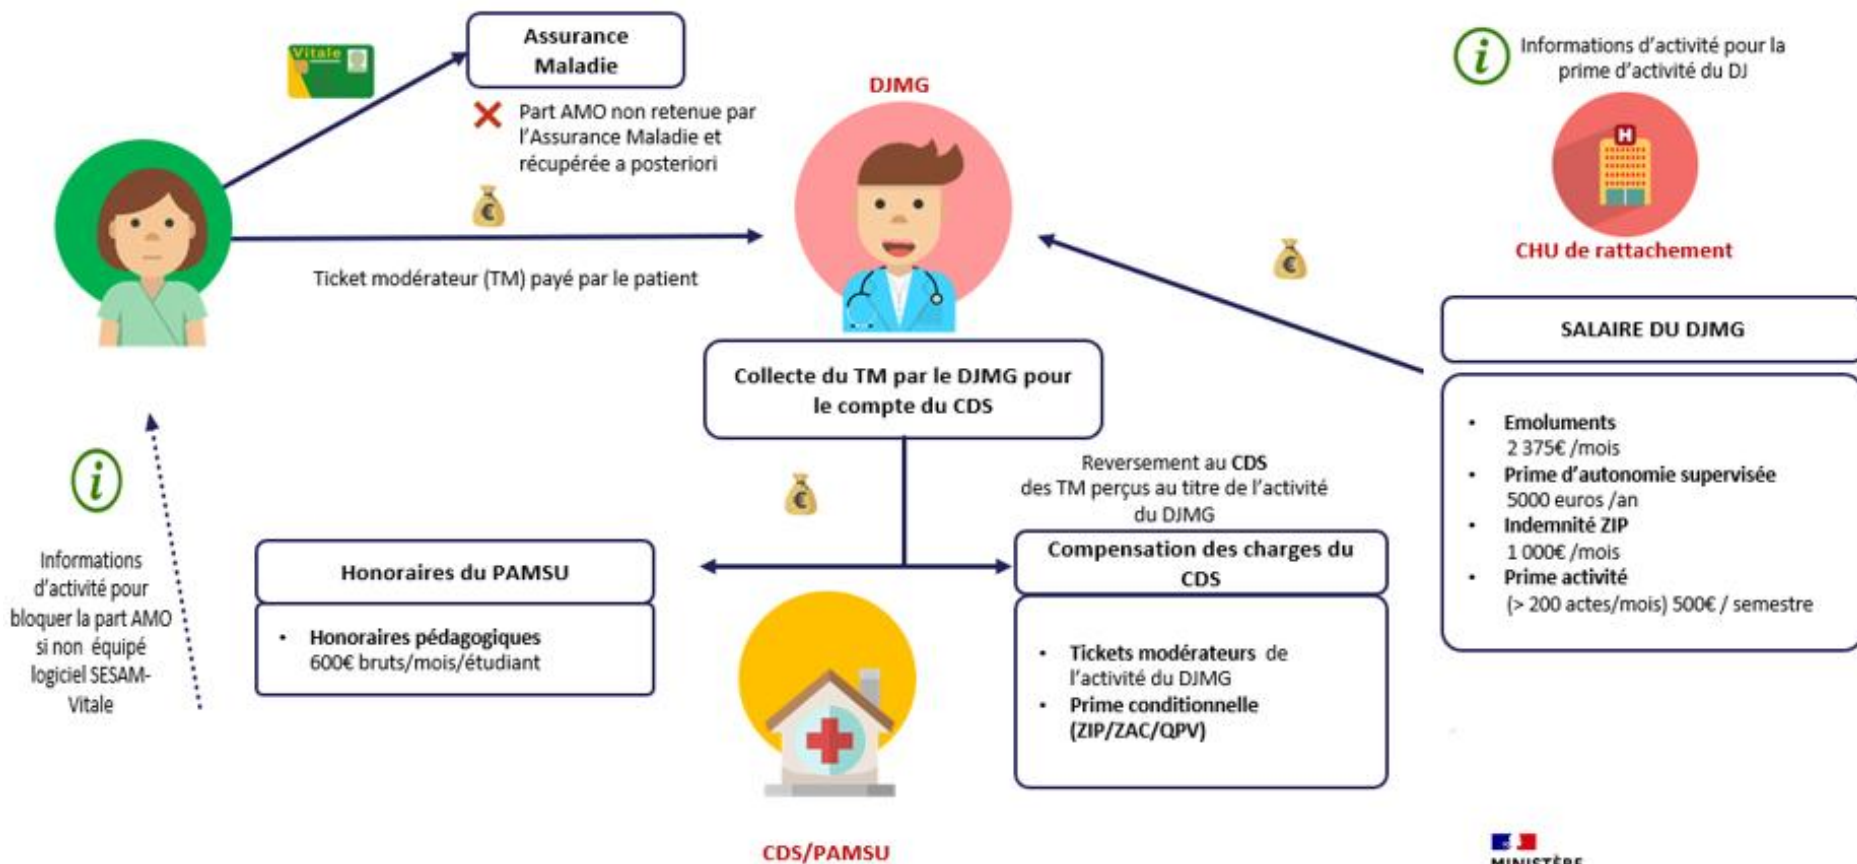 Vitale
Assurance
Maladie
Part AMO non retenue par
l'Assurance Maladie et
récupérée a posteriori
Ticket modérateur (TM) payé par le patient
DJMG
Informations d'activité pour la
prime d'activité du DJ
H
CHU de rattachement
SALAIRE DU DJMG
• Emoluments
2 375€ /mois
• Prime d'autonomie supervisée
5000 euros /an
• Indemnité ZIP
1 000€ /mois
• Prime activité
(> 200 actes/mois) 500€ / semestre
Collecte du TM par le DJMG pour
le compte du CDS
Reversement au CDS
des TM perçus au titre de l'activité
du DJMG
Informations
d'activité pour
bloquer la part AMO
si non équipé
logiciel SESAM-
Vitale
Honoraires du PAMSU
• Honoraires pédagogiques
600€ bruts/mois/étudiant
Compensation des charges du
CDS
• Tickets modérateurs de
l'activité du DJMG
• Prime conditionnelle
(ZIP/ZAC/QPV)
CDS/PAMSU
MINISTÈRE